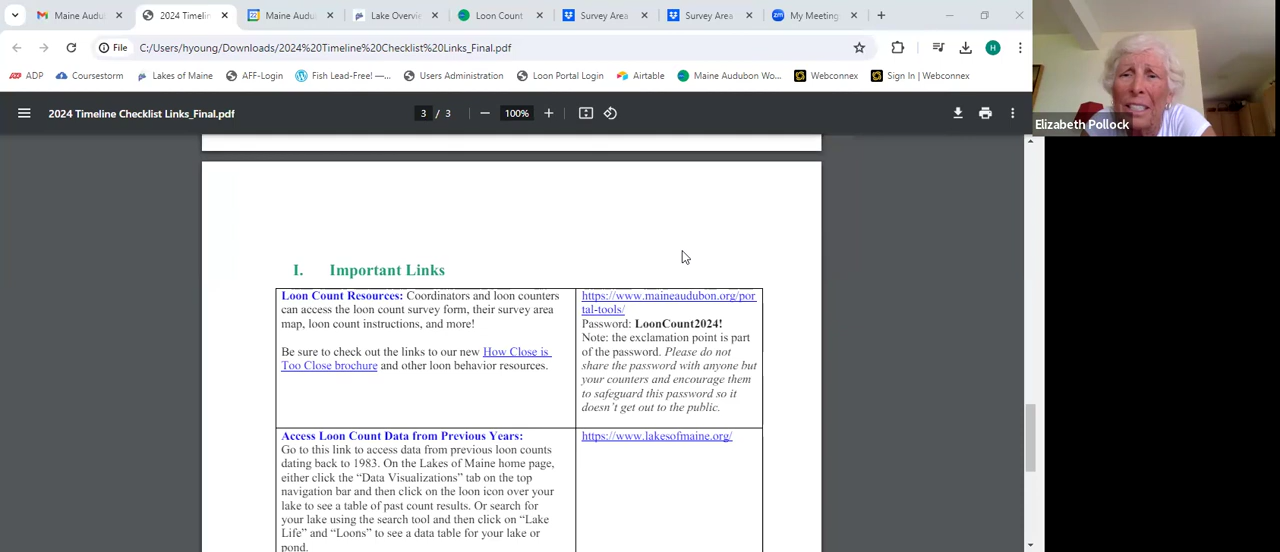 Maine Audu
2024 Timelin
Maine Audu
Lake Overvie
Loon Count
Survey Area
Survey Area
My Meeting
File
C:/Users/hyoung/Downloads/2024%20Timeline%20Checklist%20Links_Final.pdf
H
ADP
Coursestorm
Lakes of Maine
AFF-Login
Fish Lead-Free! —...
Users Administration
Loon Portal Login
Airtable
Maine Audubon Wo...
Webconnex
Sign In | Webconnex
2024 Timeline Checklist Links_Final.pdf
3 / 3
100%
Elizabeth Pollock
I. Important Links
Loon Count Resources: Coordinators and loon counters
can access the loon count survey form, their survey area
map, loon count instructions, and more!
Be sure to check out the links to our new How Close is
Too Close brochure and other loon behavior resources.
https://www.maineaudubon.org/por
tal-tools/
Password: LoonCount2024!
Note: the exclamation point is part
of the password. Please do not
share the password with anyone but
your counters and encourage them
to safeguard this password so it
doesn't get out to the public.
Access Loon Count Data from Previous Years:
Go to this link to access data from previous loon counts
dating back to 1983. On the Lakes of Maine home page,
either click the “Data Visualizations” tab on the top
navigation bar and then click on the loon icon over your
lake to see a table of past count results. Or search for
your lake using the search tool and then click on “Lake
Life” and “Loons” to see a data table for your lake or
pond.
https://www.lakesofmaine.org/